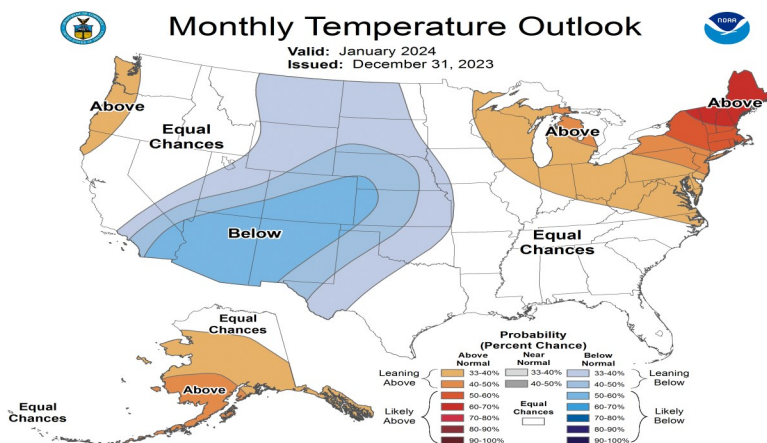 Monthly Temperature Outlook
Valid: January 2024
Issued: December 31, 2023
NOAA
Above
Equal
Chances
Above
Above
Below
Equal
Chances
Equal
Chances
Above
Equal
Chances
Probability
(Percent Chance)
Above
Normal
Near
Normal
Below
Normal
Leaning
Above
33-40%
33-40%
33-40%
Leaning
Below
40-50%
40-50%
40-50%
Likely
Above
50-60%
Equal
Chances
50-60%
Likely
Below
60-70%
60-70%
70-80%
70-80%
80-90%
80-90%
90-100%
90-100%